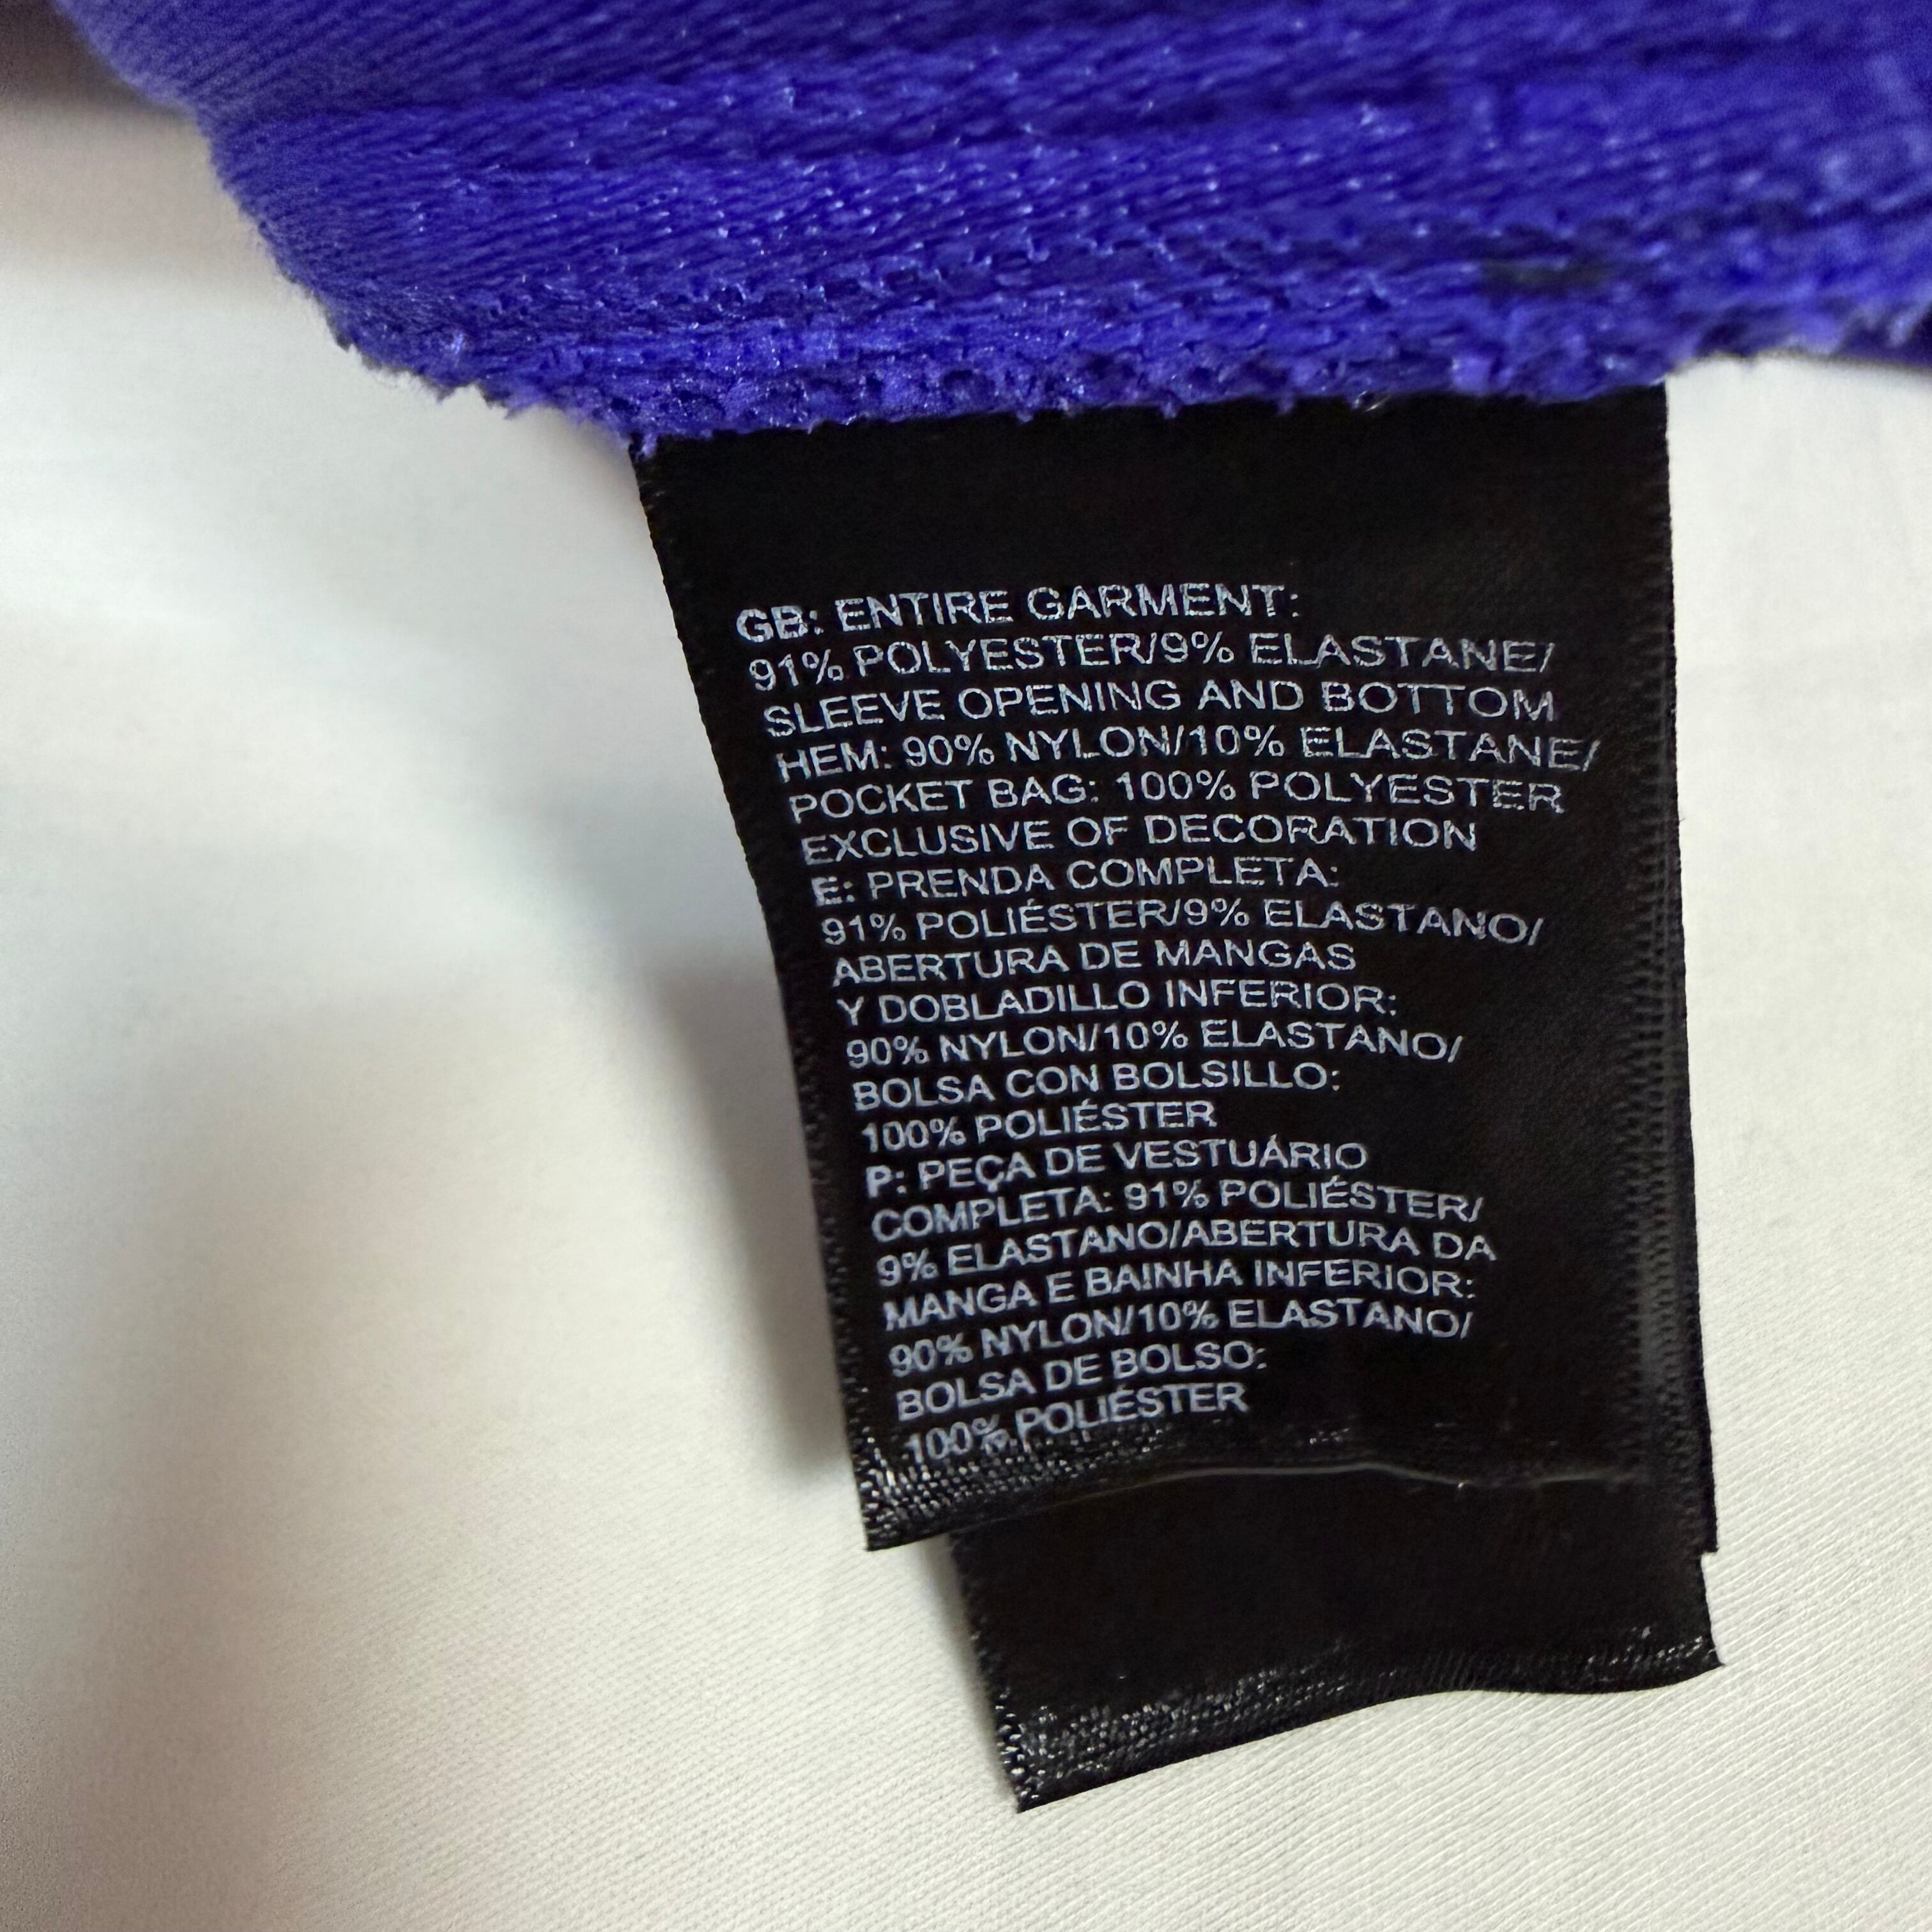 GB: ENTIRE GARMENT:
91% POLYESTER/9% ELASTANE/
SLEEVE OPENING AND BOTTOM
HEM: 90% NYLON/10% ELASTANE/
POCKET BAG: 100% POLYESTER
EXCLUSIVE OF DECORATION
E: PRENDA COMPLETA:
91% POLIÉSTER/9% ELASTANO/
ABERTURA DE MANGAS
Y DOBLADILLO INFERIOR:
90% NYLON/10% ELASTANO/
BOLSA CON BOLSILLO:
100% POLIÉSTER
P: PEÇA DE VESTUÁRIO
COMPLETA: 91% POLIÉSTER/
9% ELASTANO/ABERTURA DA
MANGA E BAINHA INFERIOR:
90% NYLON/10% ELASTANO/
BOLSA DE BOLSO:
100% POLIÉSTER